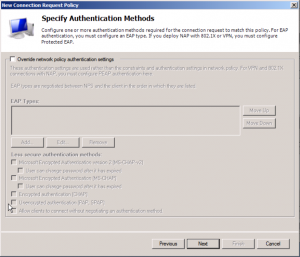 New Connection Request Policy
Specify Authentication Methods
Configure one or more authentication methods required for the connection request to match this policy. For EAP
authentication, you must configure an EAP type. If you deploy NAP with 802.1X or VPN, you must configure
Protected EAP.
Override network policy authentication settings
These authentication settings are used rather than the constraints and authentication settings in network policy. For VPN and 802.1X
connections with NAP, you must configure PEAP authentication here.
EAP types are negotiated between NPS and the client in the order in which they are listed.
EAP Types:
Move Up
Move Down
Add...
Edit...
Remove
Less secure authentication methods:
Microsoft Encrypted Authentication version 2 (MS-CHAP-v2)
User can change password after it has expired
Microsoft Encrypted Authentication (MS-CHAP)
User can change password after it has expired
Encrypted authentication (CHAP)
Unencrypted authentication (PAP, SPAP)
Allow clients to connect without negotiating an authentication method.
Previous
Next
Finish
Cancel